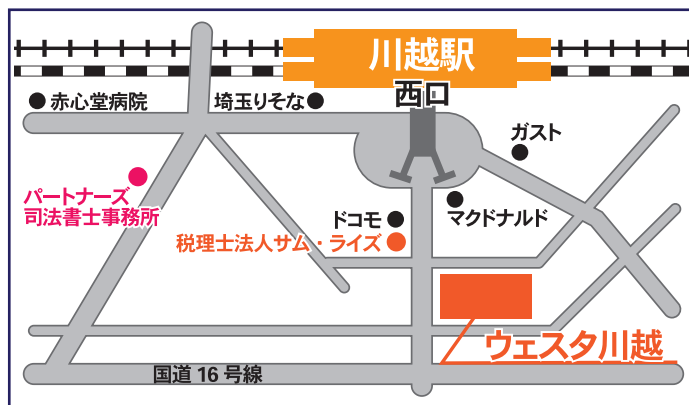 川越駅
西口
赤心堂病院
埼玉りそな
ガスト
パートナーズ
司法書士事務所
ドコモ
マクドナルド
税理士法人サム・ライズ
ウェスタ川越
国道16号線